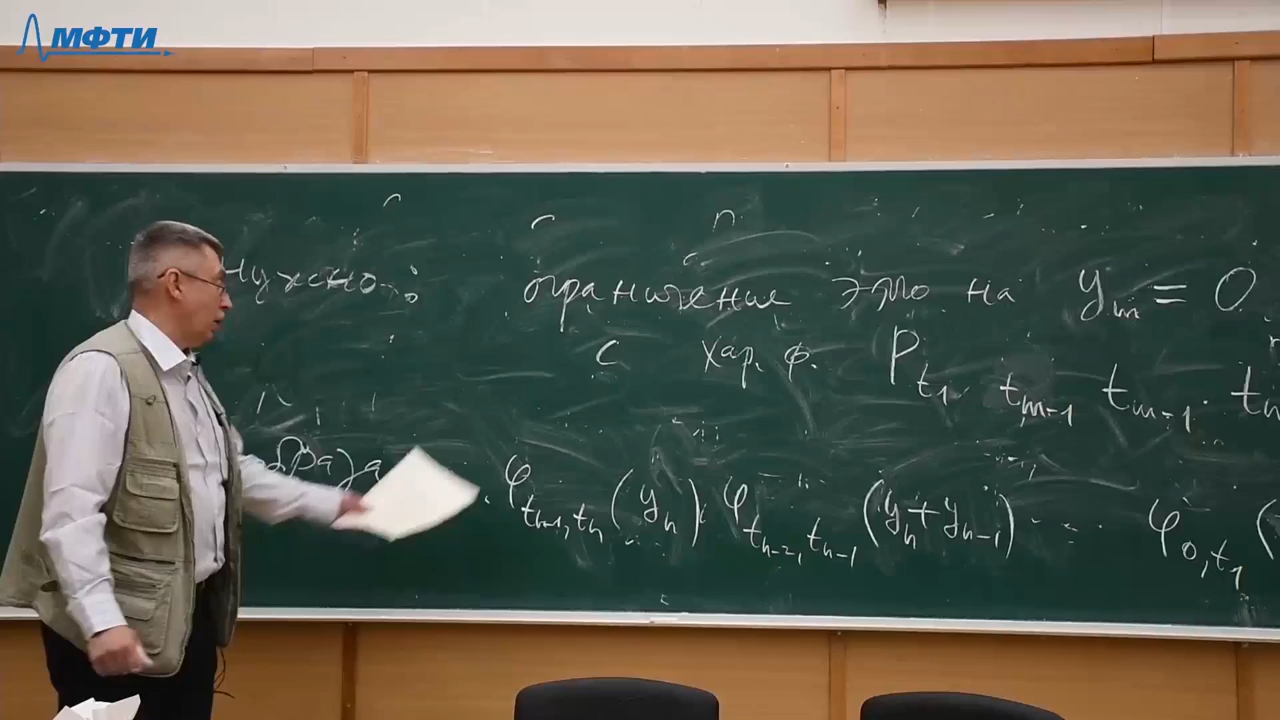 МФТИ
нужно: ограничение это на y_m = 0
с хар. ф. P_{t_1 t_{m-1} t_{m-1}}
φ_{t_{n-1}, t_n}(y_n) φ_{t_{n-2}, t_{n-1}}(y_n + y_{n-1}) .... φ_{0, t_1}(